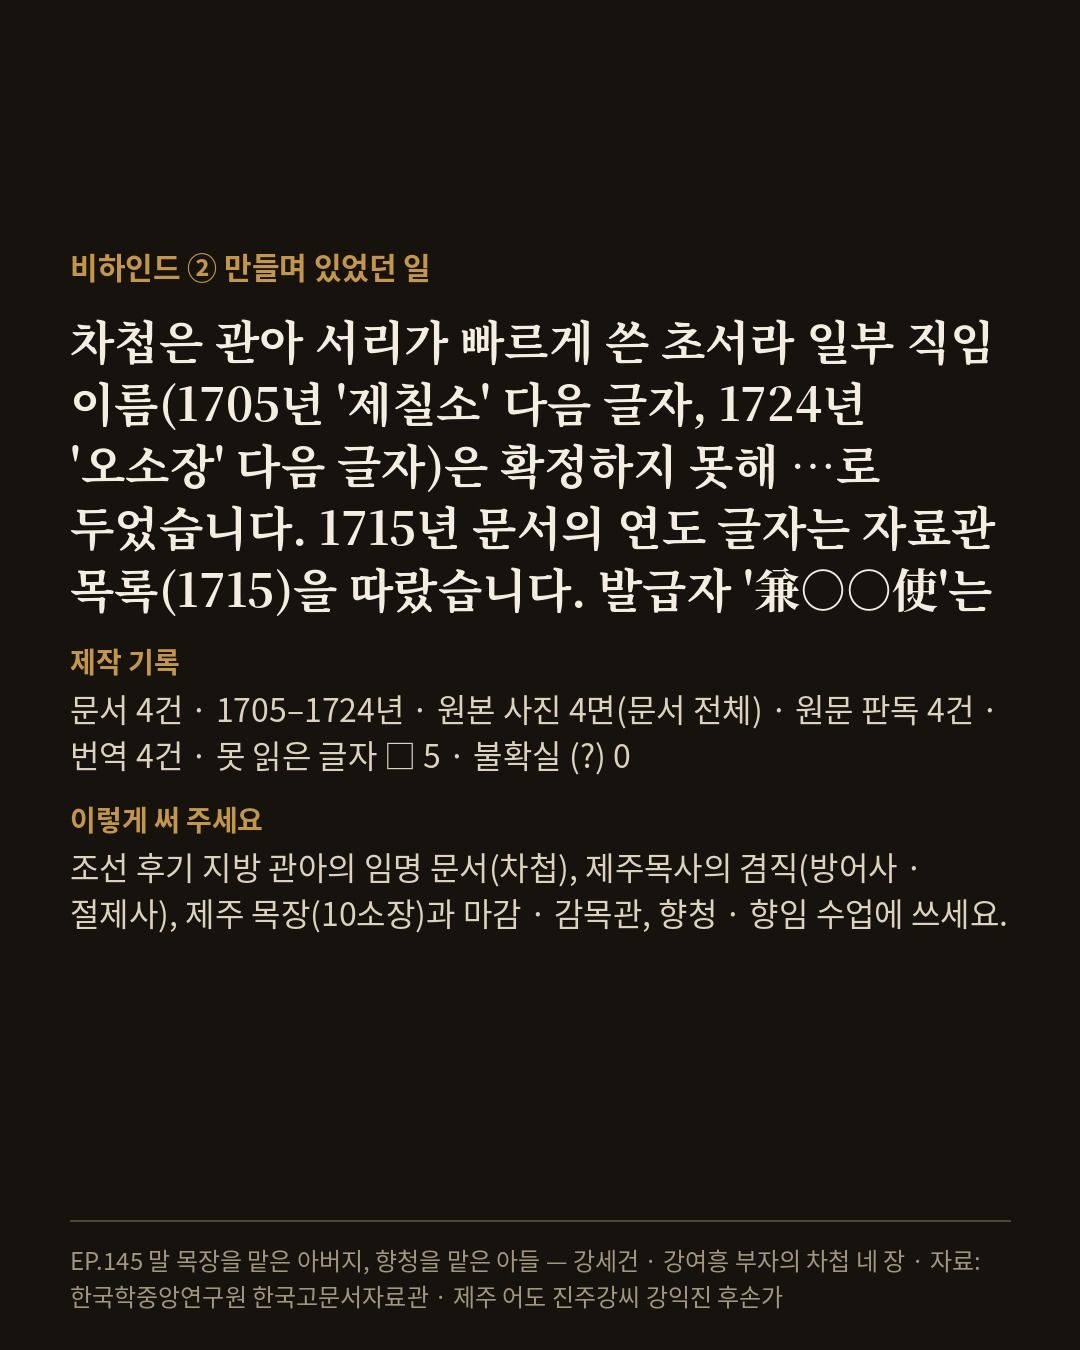 비하인드 ② 만들며 있었던 일
차첩은 관아 서리가 빠르게 쓴 초서라 일부 직임
이름(1705년 '제칠소' 다음 글자, 1724년
'오소장' 다음 글자)은 확정하지 못해 …로
두었습니다. 1715년 문서의 연도 글자는 자료관
목록(1715)을 따랐습니다. 발급자 '兼○○使'는
제작 기록
문서 4건 · 1705–1724년 · 원본 사진 4면(문서 전체) · 원문 판독 4건 ·
번역 4건 · 못 읽은 글자 □ 5 · 불확실 (?) 0
이렇게 써 주세요
조선 후기 지방 관아의 임명 문서(차첩), 제주목사의 겸직(방어사 ·
절제사), 제주 목장(10소장)과 마감 · 감목관, 향청 · 향임 수업에 쓰세요.
EP.145 말 목장을 맡은 아버지, 향청을 맡은 아들 — 강세건 · 강여흥 부자의 차첩 네 장 · 자료:
한국학중앙연구원 한국고문서자료관 · 제주 어도 진주강씨 강익진 후손가